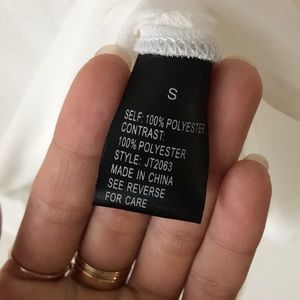 S
SELF: 100% POLYESTER
CONTRAST:
100% POLYESTER
STYLE: JT2063
MADE IN CHINA
SEE REVERSE
FOR CARE